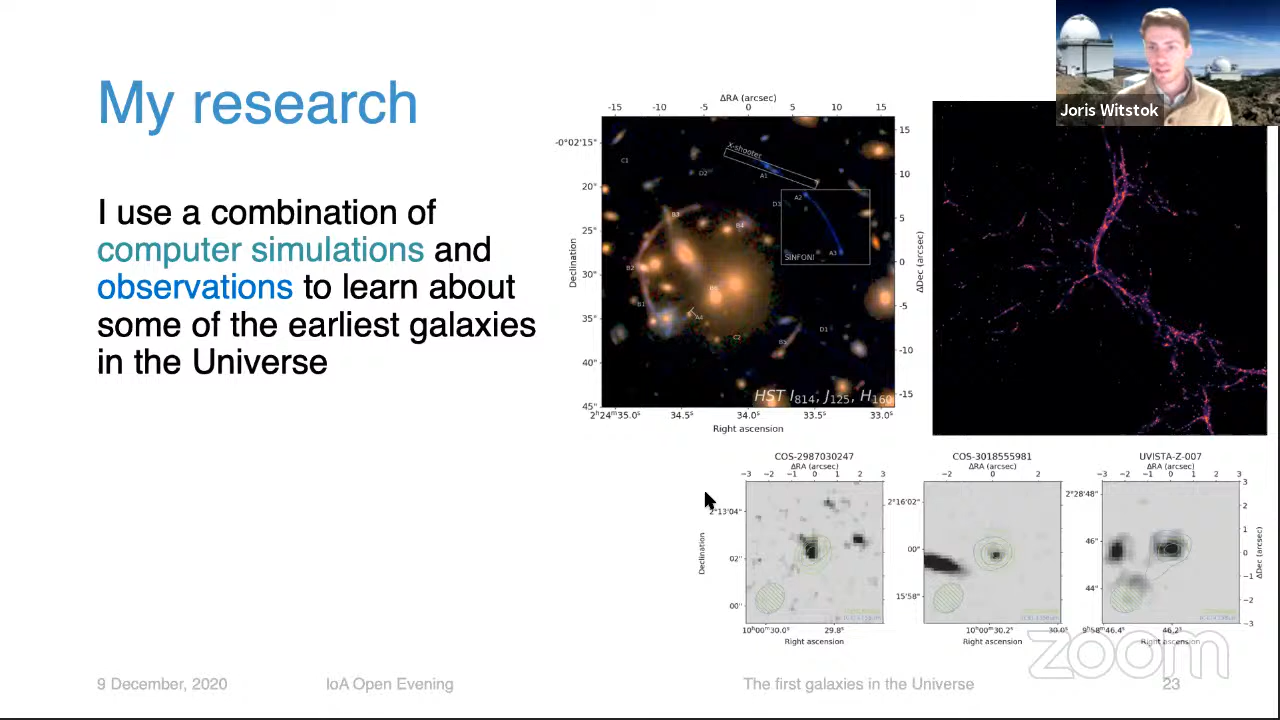 My research
I use a combination of
computer simulations and
observations to learn about
some of the earliest galaxies
in the Universe
Joris Witstok
ΔRA (arcsec)
-15 -10 -5 0 5 10 15
-0°02'15"
20"
25"
30"
35"
40"
45"
Declination
15
10
5
0
-5
-10
-15
ΔDec (arcsec)
C1
D2
X-shooter
A1
A2
D3
A3
SINFONI
B3
B4
B2
B1
A4
C2
D1
HST I814, J125, H160
2h24m35.0s 34.5s 34.0s 33.5s 33.0s
Right ascension
COS-2987030247
ΔRA (arcsec)
−3 −2 −1 0 1 2 3
2°13'04"
02"
00"
Declination
10h00m30.0s 29.8s
Right ascension
COS-3018555981
ΔRA (arcsec)
−2 0 2
2°16'02"
00"
15'58"
10h00m30.2s 30.0s
Right ascension
UVISTA-Z-007
ΔRA (arcsec)
−3 −2 −1 0 1 2 3
2°28'48"
46"
44"
3
2
1
0
−1
−2
−3
ΔDec (arcsec)
9h58m46.4s 46.2s
Right ascension
zoom
9 December, 2020
IoA Open Evening
The first galaxies in the Universe
23